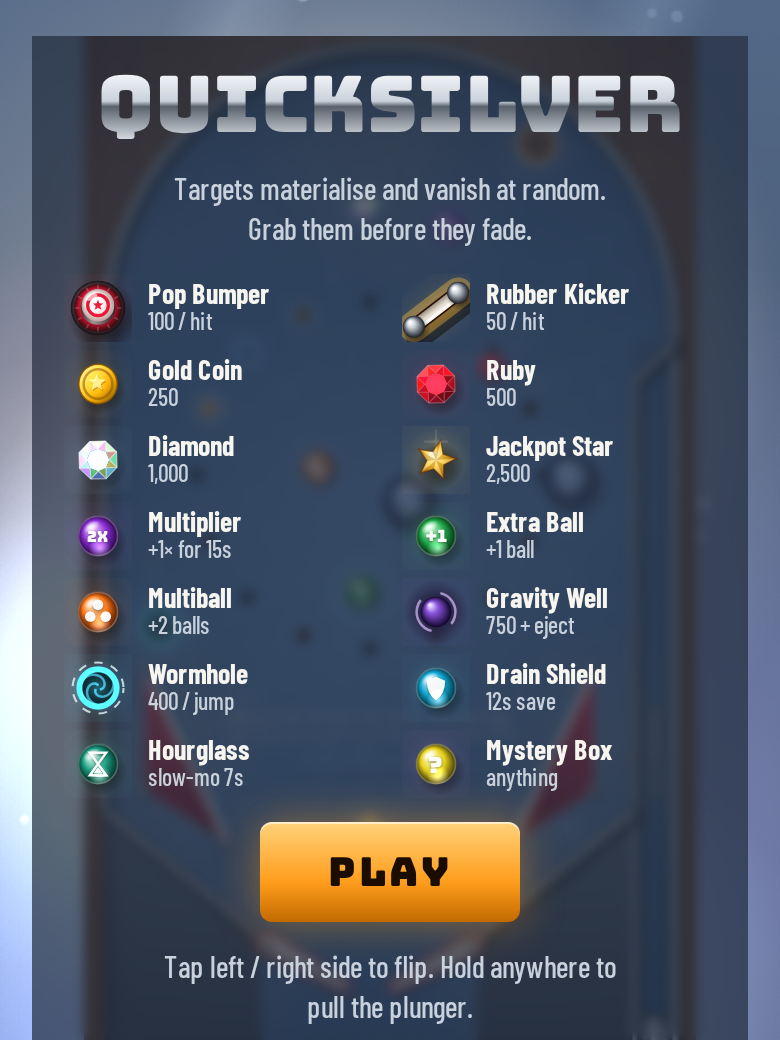 QUICKSILVER
Targets materialise and vanish at random.
Grab them before they fade.
Pop Bumper
100 / hit
Rubber Kicker
50 / hit
Gold Coin
250
Ruby
500
Diamond
1,000
Jackpot Star
2,500
2X
Multiplier
+1× for 15s
+1
Extra Ball
+1 ball
Multiball
+2 balls
Gravity Well
750 + eject
Wormhole
400 / jump
Drain Shield
12s save
Hourglass
slow-mo 7s
?
Mystery Box
anything
PLAY
Tap left / right side to flip. Hold anywhere to
pull the plunger.